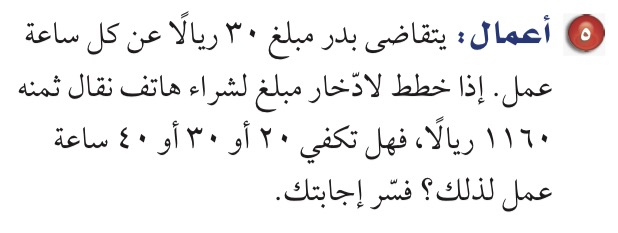 ٥ أعمال: يتقاضى بدر مبلغ ٣٠ ريالًا عن كل ساعة
عمل. إذا خطط لادّخار مبلغ لشراء هاتف نقال ثمنه
١١٦٠ ريالًا، فهل تكفي ٢٠ أو ٣٠ أو ٤٠ ساعة
عمل لذلك؟ فسّر إجابتك.